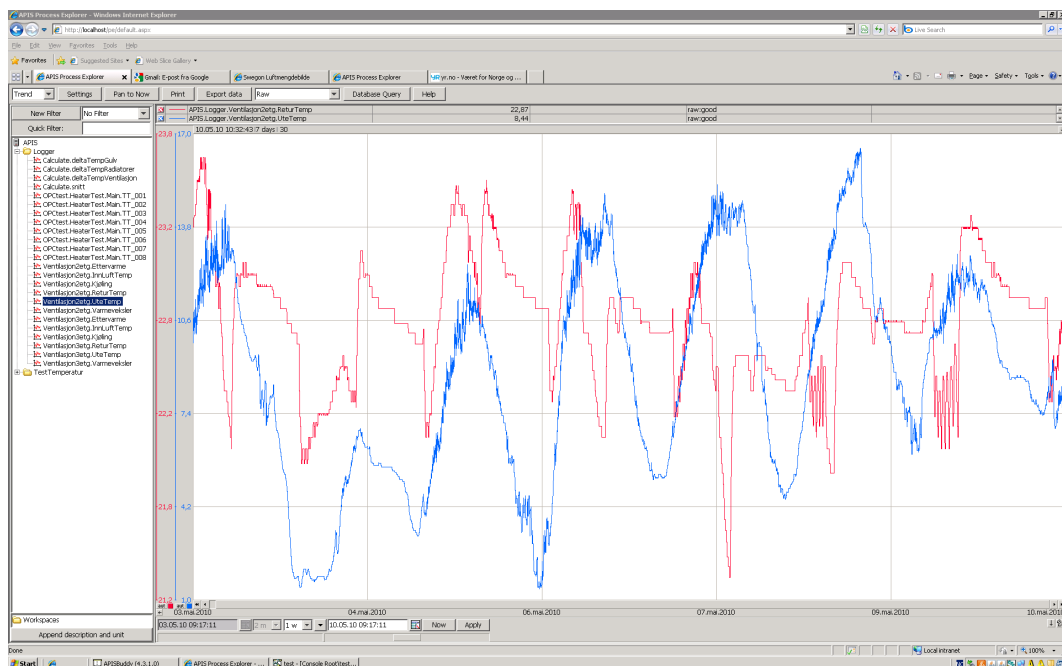 APIS Process Explorer - Windows Internet Explorer
http://localhost/pe/default.aspx
Live Search
File Edit View Favorites Tools Help
Favorites Suggested Sites Web Slice Gallery
APIS Process Explorer
Gmail: E-post fra Google
Swegon Luftmengdebilde
APIS Process Explorer
yr.no - Været for Norge og ...
Page Safety Tools
Trend Settings Pan to Now Print Export data Raw Database Query Help
New Filter No Filter
Quick Filter:
APIS.Logger.Ventilasjon2etg.ReturTemp 22,87 raw:good
APIS.Logger.Ventilasjon2etg.UteTemp 8,44 raw:good
23,8 17,0 10.05.10 10:32:43 7 days 30
APIS
Logger
Calculate.deltaTempGulv
Calculate.deltaTempRadiatorer
Calculate.deltaTempVentilasjon
Calculate.snitt
OPCtest.HeaterTest.Main.TT_001
OPCtest.HeaterTest.Main.TT_002
OPCtest.HeaterTest.Main.TT_003
OPCtest.HeaterTest.Main.TT_004
OPCtest.HeaterTest.Main.TT_005
OPCtest.HeaterTest.Main.TT_006
OPCtest.HeaterTest.Main.TT_007
OPCtest.HeaterTest.Main.TT_008
Ventilasjon2etg.Ettervarme
Ventilasjon2etg.InnLuftTemp
Ventilasjon2etg.Kjøling
Ventilasjon2etg.ReturTemp
Ventilasjon2etg.UteTemp
Ventilasjon2etg.Varmeveksler
Ventilasjon3etg.Ettervarme
Ventilasjon3etg.InnLuftTemp
Ventilasjon3etg.Kjøling
Ventilasjon3etg.ReturTemp
Ventilasjon3etg.UteTemp
Ventilasjon3etg.Varmeveksler
TestTemperatur
23,2 13,8
22,8 10,6
22,2 7,4
21,8 4,2
21,2 1,0
03.mai.2010 04.mai.2010 06.mai.2010 07.mai.2010 09.mai.2010 10.mai.2010
Workspaces
Append description and unit
03.05.10 09:17:11 2 m 1 w 10.05.10 09:17:11 Now Apply
Done
Local intranet 100%
Start
APISBuddy (4.3.1.0)
APIS Process Explorer - ...
test - [Console Root\test...